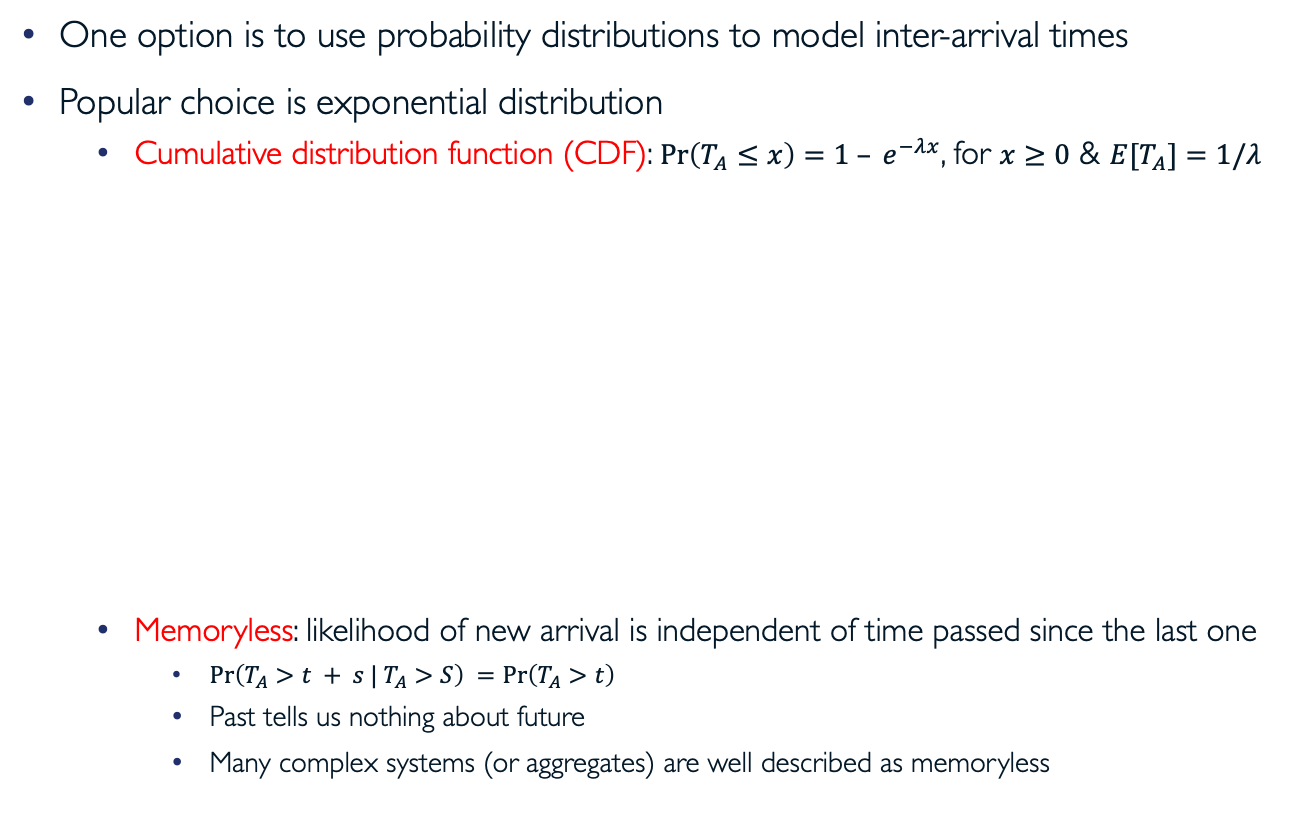 • One option is to use probability distributions to model inter-arrival times
• Popular choice is exponential distribution
• Cumulative distribution function (CDF): Pr(T_A ≤ x) = 1 – e^{−λx}, for x ≥ 0 & E[T_A] = 1/λ
• Memoryless: likelihood of new arrival is independent of time passed since the last one
• Pr(T_A > t + s | T_A > S) = Pr(T_A > t)
• Past tells us nothing about future
• Many complex systems (or aggregates) are well described as memoryless